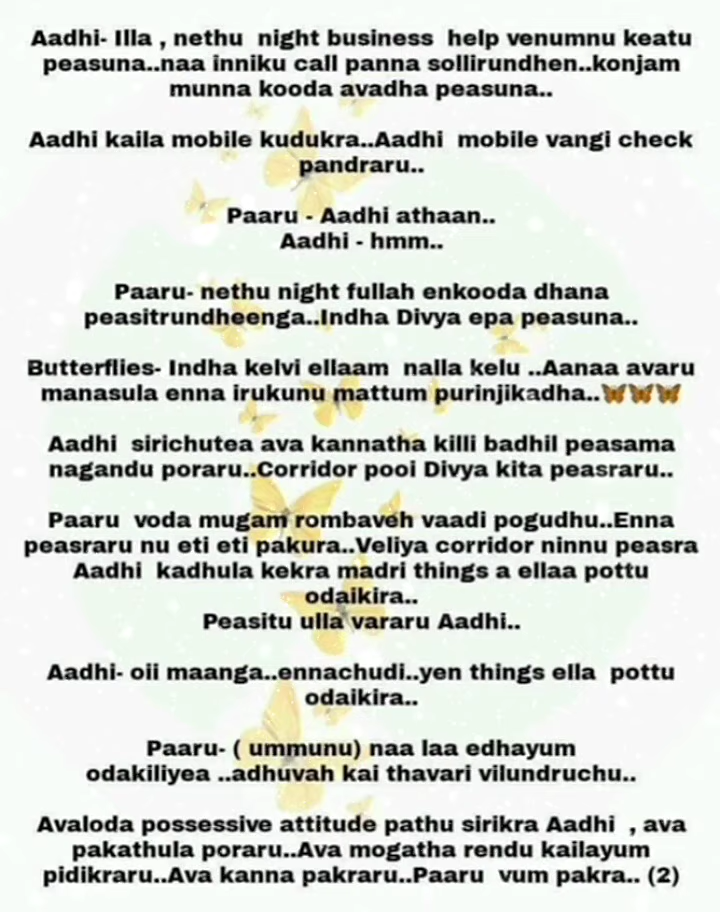 Aadhi- Illa , nethu night business help venumnu keatu
peasuna..naa inniku call panna sollirundhen..konjam
munna kooda avadha peasuna..
Aadhi kaila mobile kudukra..Aadhi mobile vangi check
pandraru..
Paaru - Aadhi athaan..
Aadhi - hmm..
Paaru- nethu night fullah enkooda dhana
peasitrundheenga..Indha Divya epa peasuna..
Butterflies- Indha kelvi ellaam nalla kelu ..Aanaa avaru
manasula enna irukunu mattum purinjikadha..🦋🦋🦋
Aadhi sirichutea ava kannatha killi badhil peasama
nagandu poraru..Corridor pooi Divya kita peasraru..
Paaru voda mugam rombaveh vaadi pogudhu..Enna
peasraru nu eti eti pakura..Veliya corridor ninnu peasra
Aadhi kadhula kekra madri things a ellaa pottu
odaikira..
Peasitu ulla vararu Aadhi..
Aadhi- oii maanga..ennachudi..yen things ella pottu
odaikira..
Paaru- ( ummunu) naa laa edhayum
odakiliyea ..adhuvah kai thavari vilundruchu..
Avaloda possessive attitude pathu sirikra Aadhi , ava
pakathula poraru..Ava mogatha rendu kailayum
pidikraru..Ava kanna pakraru..Paaru vum pakra.. (2)